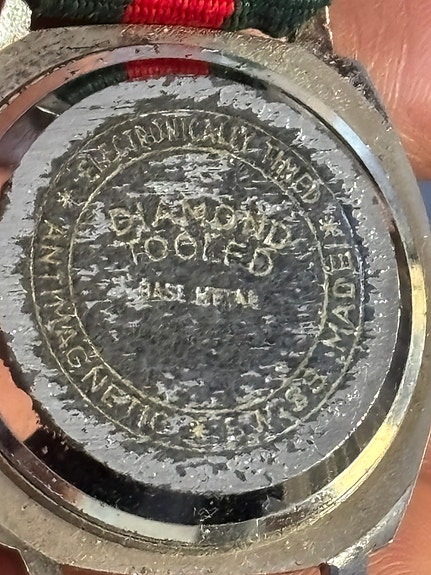 * ELECTRONICALLY TIMED *
ANTIMAGNETIC * SWISS MADE
DIAMOND
TOOLED
BASE METAL